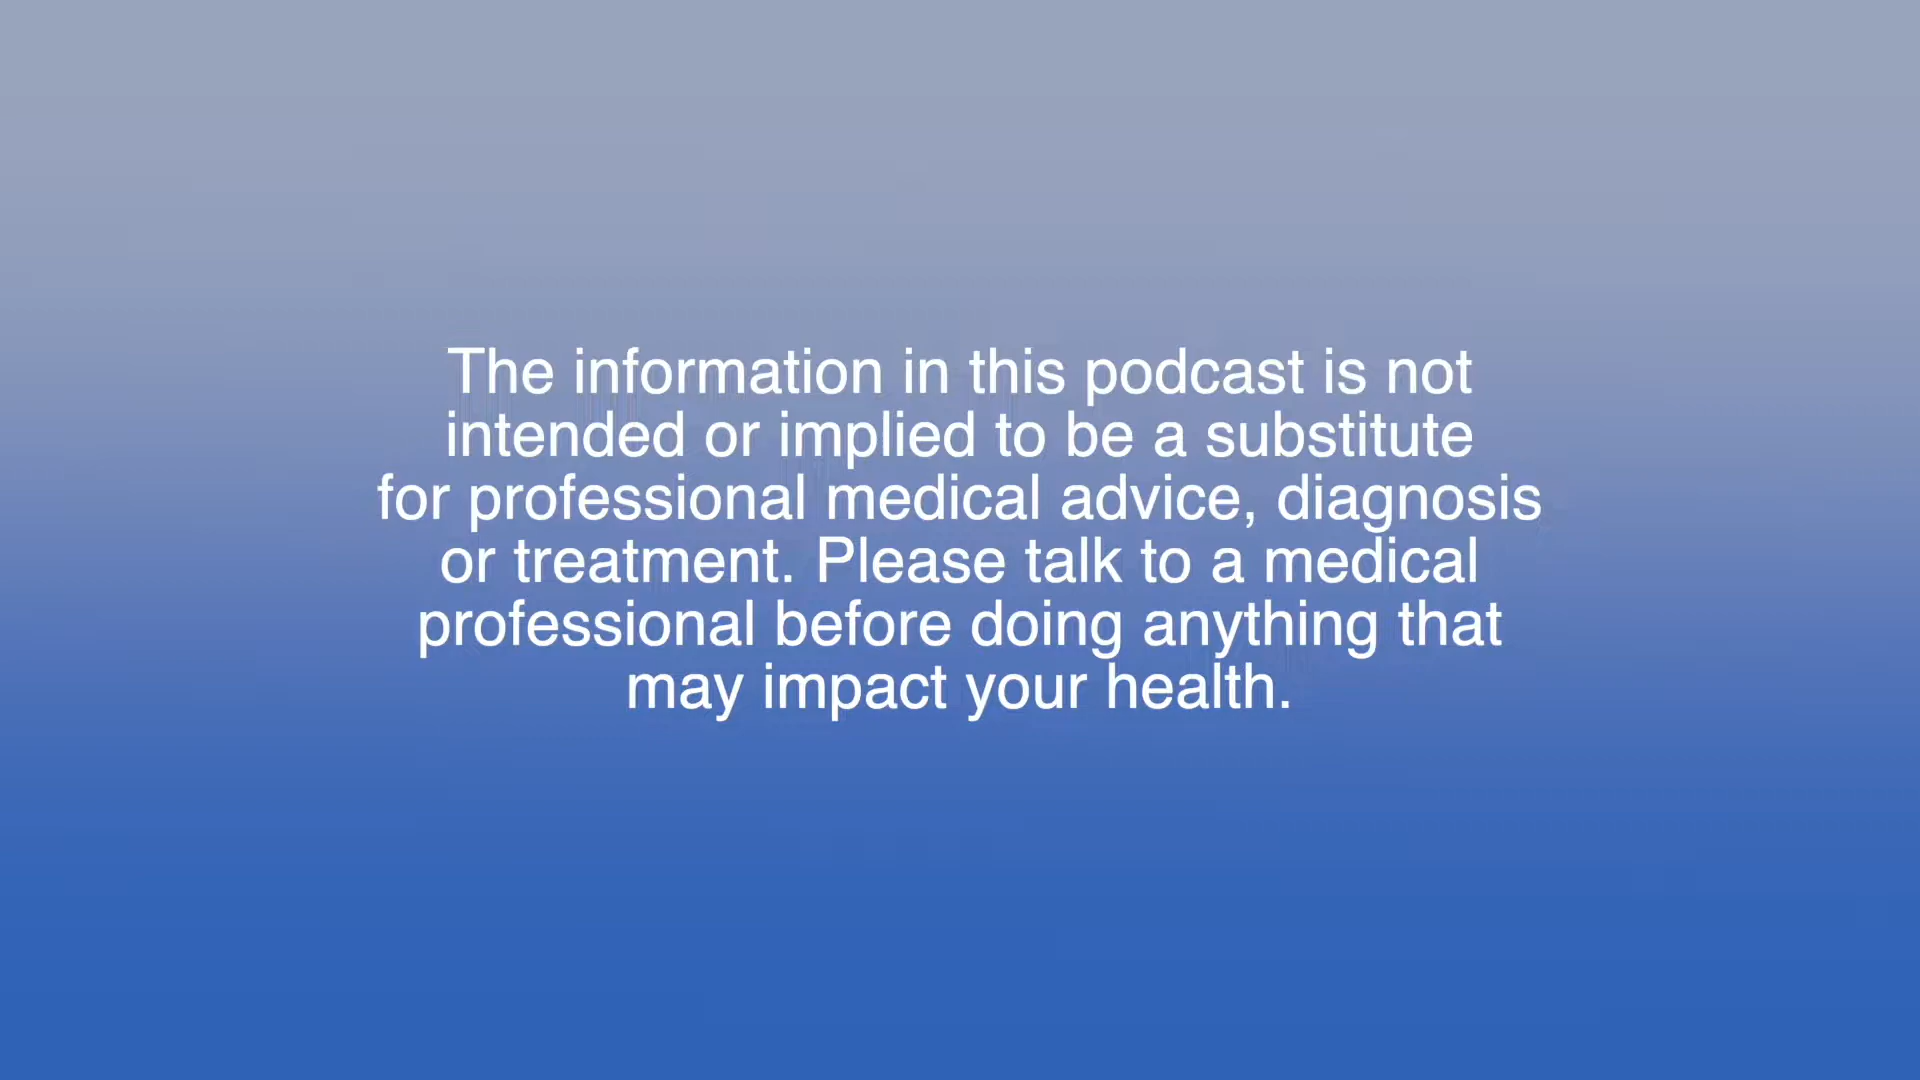 The information in this podcast is not
intended or implied to be a substitute
for professional medical advice, diagnosis
or treatment. Please talk to a medical
professional before doing anything that
may impact your health.